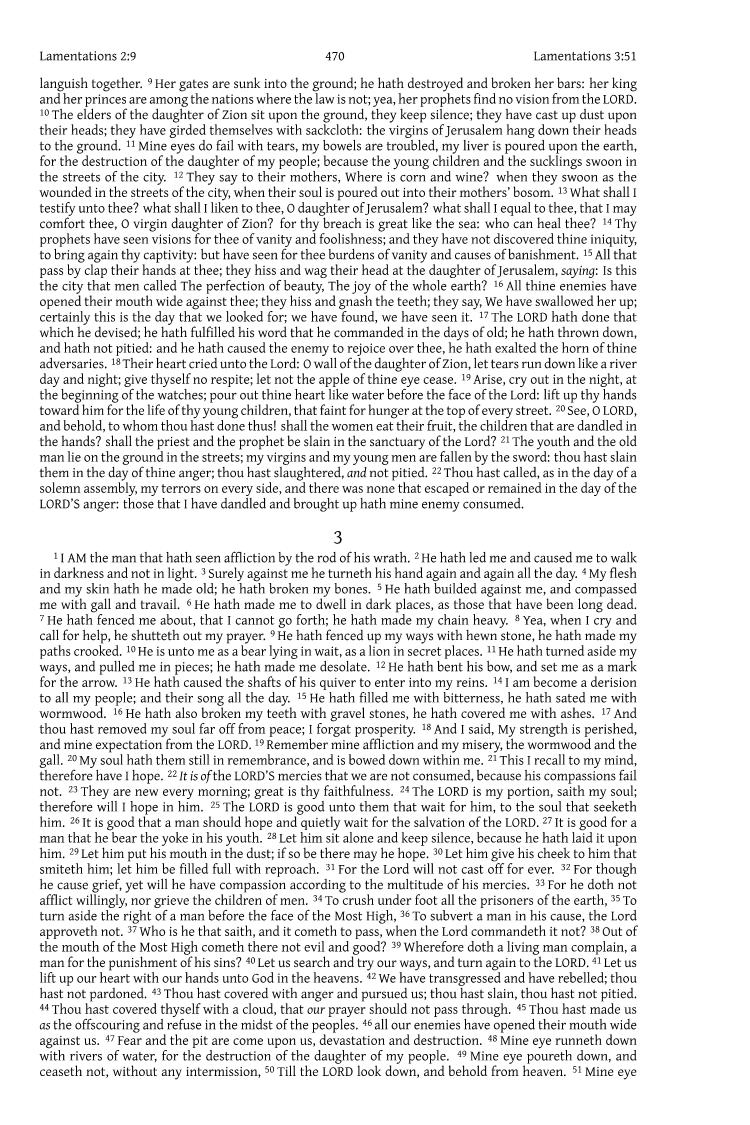 Lamentations 2:9 470 Lamentations 3:51
languish together. 9 Her gates are sunk into the ground; he hath destroyed and broken her bars: her king
and her princes are among the nations where the law is not; yea, her prophets find no vision from the LORD.
10 The elders of the daughter of Zion sit upon the ground, they keep silence; they have cast up dust upon
their heads; they have girded themselves with sackcloth: the virgins of Jerusalem hang down their heads
to the ground. 11 Mine eyes do fail with tears, my bowels are troubled, my liver is poured upon the earth,
for the destruction of the daughter of my people; because the young children and the sucklings swoon in
the streets of the city. 12 They say to their mothers, Where is corn and wine? when they swoon as the
wounded in the streets of the city, when their soul is poured out into their mothers’ bosom. 13 What shall I
testify unto thee? what shall I liken to thee, O daughter of Jerusalem? what shall I equal to thee, that I may
comfort thee, O virgin daughter of Zion? for thy breach is great like the sea: who can heal thee? 14 Thy
prophets have seen visions for thee of vanity and foolishness; and they have not discovered thine iniquity,
to bring again thy captivity: but have seen for thee burdens of vanity and causes of banishment. 15 All that
pass by clap their hands at thee; they hiss and wag their head at the daughter of Jerusalem, saying: Is this
the city that men called The perfection of beauty, The joy of the whole earth? 16 All thine enemies have
opened their mouth wide against thee; they hiss and gnash the teeth; they say, We have swallowed her up;
certainly this is the day that we looked for; we have found, we have seen it. 17 The LORD hath done that
which he devised; he hath fulfilled his word that he commanded in the days of old; he hath thrown down,
and hath not pitied: and he hath caused the enemy to rejoice over thee, he hath exalted the horn of thine
adversaries. 18 Their heart cried unto the Lord: O wall of the daughter of Zion, let tears run down like a river
day and night; give thyself no respite; let not the apple of thine eye cease. 19 Arise, cry out in the night, at
the beginning of the watches; pour out thine heart like water before the face of the Lord: lift up thy hands
toward him for the life of thy young children, that faint for hunger at the top of every street. 20 See, O LORD,
and behold, to whom thou hast done thus! shall the women eat their fruit, the children that are dandled in
the hands? shall the priest and the prophet be slain in the sanctuary of the Lord? 21 The youth and the old
man lie on the ground in the streets; my virgins and my young men are fallen by the sword: thou hast slain
them in the day of thine anger; thou hast slaughtered, and not pitied. 22 Thou hast called, as in the day of a
solemn assembly, my terrors on every side, and there was none that escaped or remained in the day of the
LORD’S anger: those that I have dandled and brought up hath mine enemy consumed.
3
1 I AM the man that hath seen affliction by the rod of his wrath. 2 He hath led me and caused me to walk
in darkness and not in light. 3 Surely against me he turneth his hand again and again all the day. 4 My flesh
and my skin hath he made old; he hath broken my bones. 5 He hath builded against me, and compassed
me with gall and travail. 6 He hath made me to dwell in dark places, as those that have been long dead.
7 He hath fenced me about, that I cannot go forth; he hath made my chain heavy. 8 Yea, when I cry and
call for help, he shutteth out my prayer. 9 He hath fenced up my ways with hewn stone, he hath made my
paths crooked. 10 He is unto me as a bear lying in wait, as a lion in secret places. 11 He hath turned aside my
ways, and pulled me in pieces; he hath made me desolate. 12 He hath bent his bow, and set me as a mark
for the arrow. 13 He hath caused the shafts of his quiver to enter into my reins. 14 I am become a derision
to all my people; and their song all the day. 15 He hath filled me with bitterness, he hath sated me with
wormwood. 16 He hath also broken my teeth with gravel stones, he hath covered me with ashes. 17 And
thou hast removed my soul far off from peace; I forgat prosperity. 18 And I said, My strength is perished,
and mine expectation from the LORD. 19 Remember mine affliction and my misery, the wormwood and the
gall. 20 My soul hath them still in remembrance, and is bowed down within me. 21 This I recall to my mind,
therefore have I hope. 22 It is of the LORD’S mercies that we are not consumed, because his compassions fail
not. 23 They are new every morning; great is thy faithfulness. 24 The LORD is my portion, saith my soul;
therefore will I hope in him. 25 The LORD is good unto them that wait for him, to the soul that seeketh
him. 26 It is good that a man should hope and quietly wait for the salvation of the LORD. 27 It is good for a
man that he bear the yoke in his youth. 28 Let him sit alone and keep silence, because he hath laid it upon
him. 29 Let him put his mouth in the dust; if so be there may be hope. 30 Let him give his cheek to him that
smiteth him; let him be filled full with reproach. 31 For the Lord will not cast off for ever. 32 For though
he cause grief, yet will he have compassion according to the multitude of his mercies. 33 For he doth not
afflict willingly, nor grieve the children of men. 34 To crush under foot all the prisoners of the earth, 35 To
turn aside the right of a man before the face of the Most High, 36 To subvert a man in his cause, the Lord
approveth not. 37 Who is he that saith, and it cometh to pass, when the Lord commandeth it not? 38 Out of
the mouth of the Most High cometh there not evil and good? 39 Wherefore doth a living man complain, a
man for the punishment of his sins? 40 Let us search and try our ways, and turn again to the LORD. 41 Let us
lift up our heart with our hands unto God in the heavens. 42 We have transgressed and have rebelled; thou
hast not pardoned. 43 Thou hast covered with anger and pursued us; thou hast slain, thou hast not pitied.
44 Thou hast covered thyself with a cloud, that our prayer should not pass through. 45 Thou hast made us
as the offscouring and refuse in the midst of the peoples. 46 all our enemies have opened their mouth wide
against us. 47 Fear and the pit are come upon us, devastation and destruction. 48 Mine eye runneth down
with rivers of water, for the destruction of the daughter of my people. 49 Mine eye poureth down, and
ceaseth not, without any intermission, 50 Till the LORD look down, and behold from heaven. 51 Mine eye